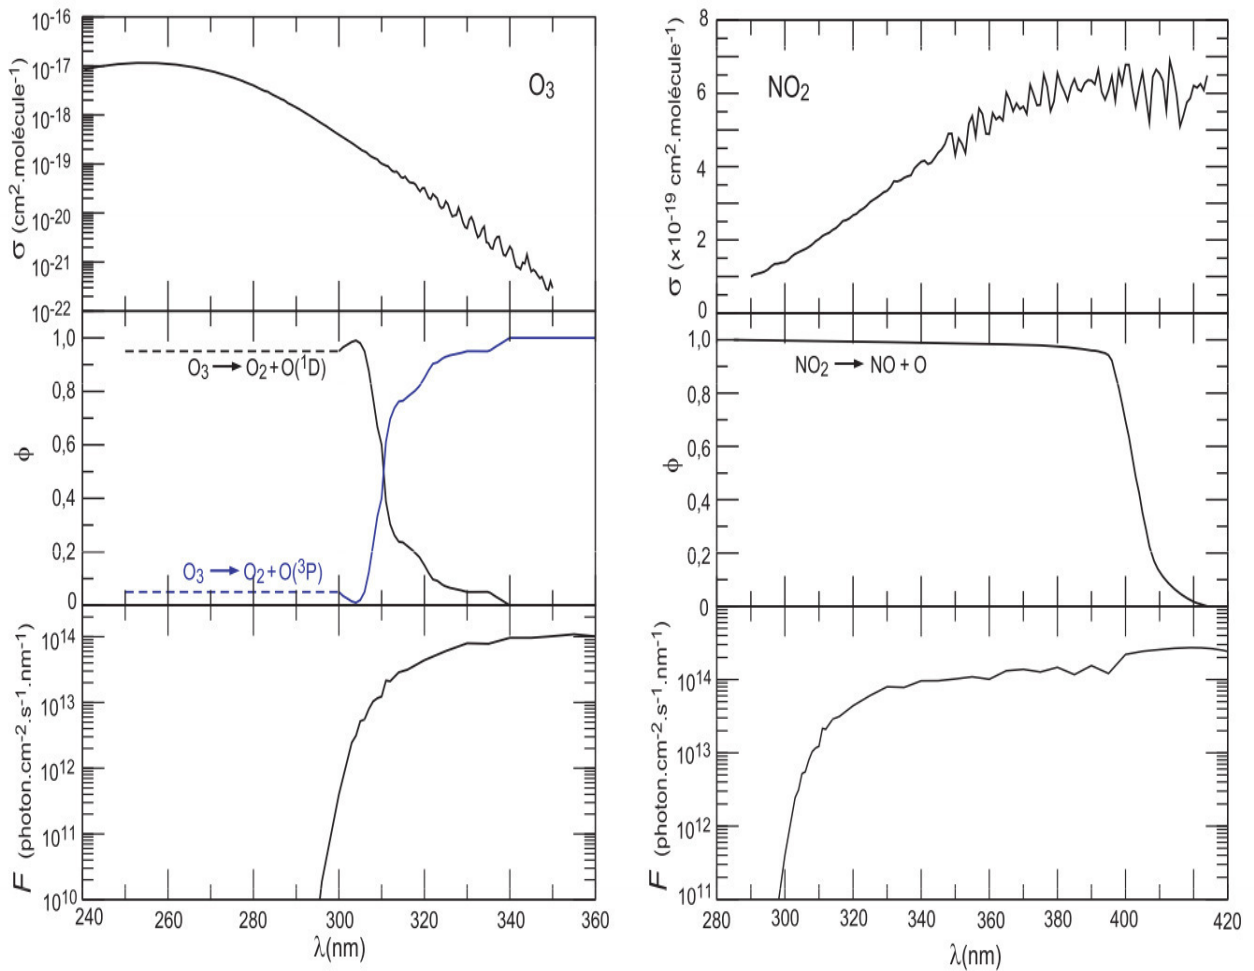 10-16
10-17
10-18
10-19
10-20
10-21
10-22
σ (cm2.molécule-1)
O3
1,0
0,8
0,6
0,4
0,2
0
ϕ
O3 → O2 + O(1D)
O3 → O2 + O(3P)
1014
1013
1012
1011
1010
F (photon.cm-2.s-1.nm-1)
240 260 280 300 320 340 360
λ(nm)
8
6
4
2
0
σ (×10-19 cm2.molécule-1)
NO2
1,0
0,8
0,6
0,4
0,2
0
ϕ
NO2 → NO + O
1014
1013
1012
1011
F (photon.cm-2.s-1.nm-1)
280 300 320 340 360 380 400 420
λ(nm)